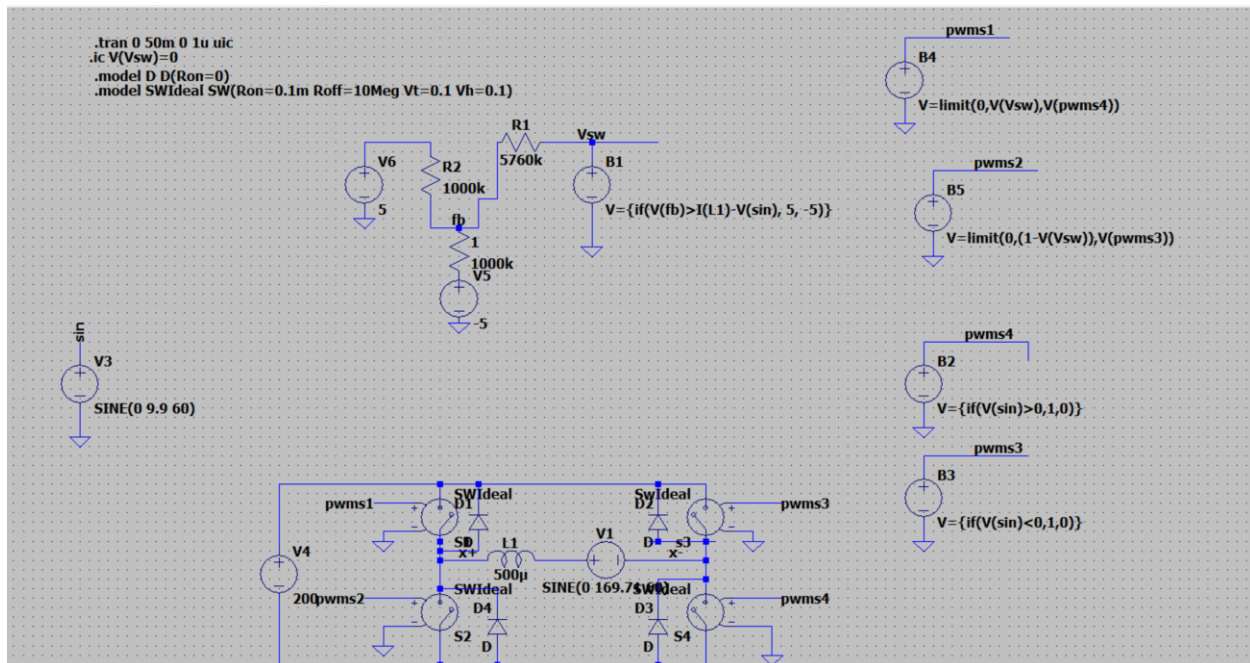 .tran 0 50m 0 1u uic
.ic V(Vsw)=0
.model D D(Ron=0)
.model SWIdeal SW(Ron=0.1m Roff=10Meg Vt=0.1 Vh=0.1)
pwms1
B4
V=limit(0,V(Vsw),V(pwms4))
R1
5760k
Vsw
V6
5
R2
1000k
B1
V={if(V(fb)>I(L1)-V(sin), 5, -5)}
fb
1
1000k
V5
-5
pwms2
B5
V=limit(0,(1-V(Vsw)),V(pwms3))
sin
V3
SINE(0 9.9 60)
pwms4
B2
V={if(V(sin)>0,1,0)}
pwms3
B3
V={if(V(sin)<0,1,0)}
SWIdeal
SwIdeal
pwms1
D1
D2
pwms3
D
s3
V4
x+
L1
V1
x-
500µ
SINE(0 169.71
SWIdeal
SWIdeal
200
pwms2
D4
D3
pwms4
S2
D
D
S4